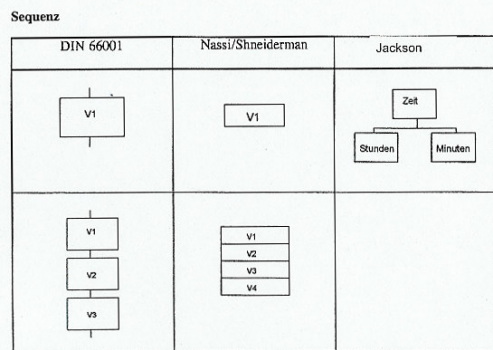 Sequenz
DIN 66001
Nassi/Shneiderman
Jackson
V1
V1
Zeit
Stunden
Minuten
V1
V2
V3
V1
V2
V3
V4